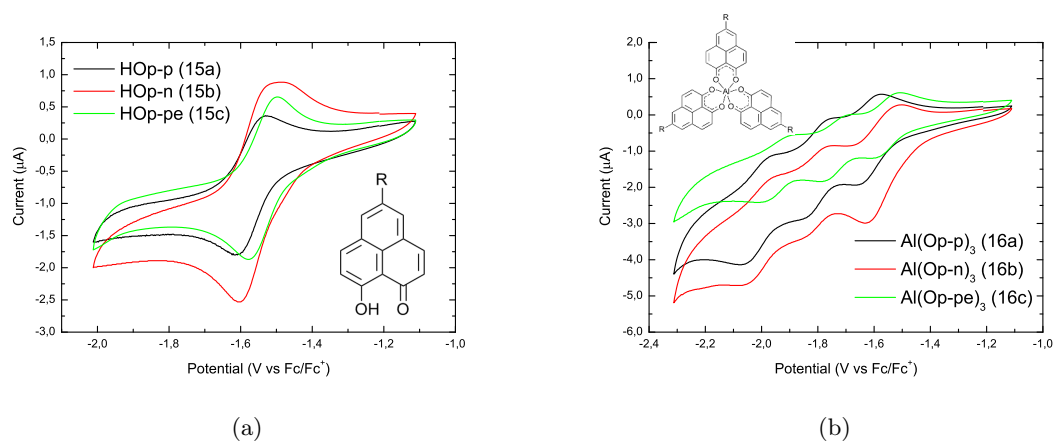 1,5
1,0
0,5
0,0
-0,5
-1,0
-1,5
-2,0
-2,5
-3,0
Current (µA)
HOp-p (15a)
HOp-n (15b)
HOp-pe (15c)
R
OH
O
-2,0
-1,8
-1,6
-1,4
-1,2
-1,0
Potential (V vs Fc/Fc⁺)
(a)
2,0
1,0
0,0
-1,0
-2,0
-3,0
-4,0
-5,0
-6,0
Current (µA)
R
O
O
O
Al
O
O
O
R
R
Al(Op-p)₃ (16a)
Al(Op-n)₃ (16b)
Al(Op-pe)₃ (16c)
-2,4
-2,2
-2,0
-1,8
-1,6
-1,4
-1,2
-1,0
Potential (V vs Fc/Fc⁺)
(b)